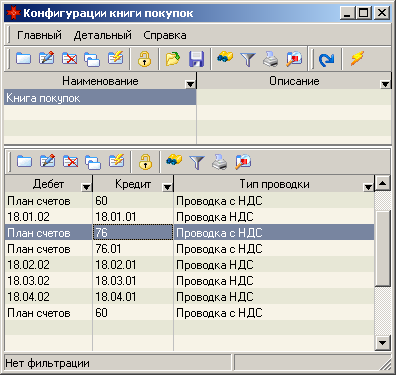 Конфигурации книги покупок
Главный Детальный Справка
Наименование Описание
Книга покупок
Дебет Кредит Тип проводки
План счетов 60 Проводка с НДС
18.01.02 18.01.01 Проводка НДС
План счетов 76 Проводка с НДС
План счетов 76.01 Проводка с НДС
18.02.02 18.02.01 Проводка НДС
18.03.02 18.03.01 Проводка НДС
18.04.02 18.04.01 Проводка НДС
План счетов 60 Проводка с НДС
Нет фильтрации